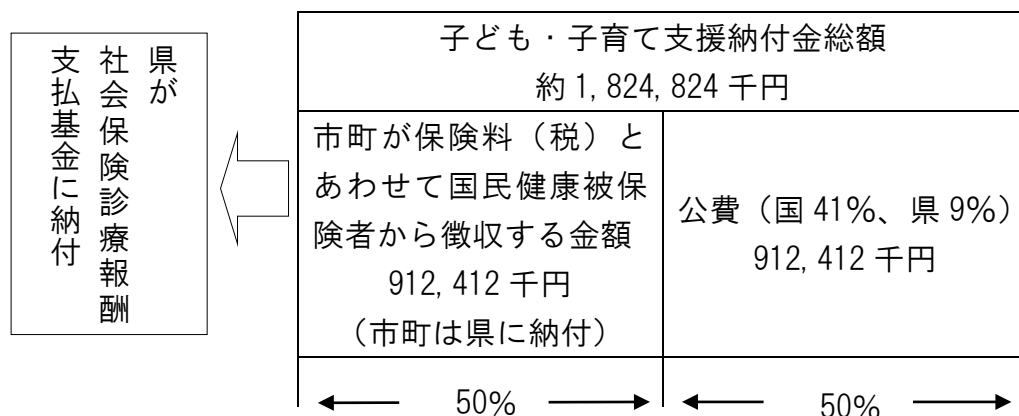 県が
社会保険診療報酬
支払基金に納付
子ども・子育て支援納付金総額
約1,824,824千円
市町が保険料（税）と
あわせて国民健康被保
険者から徴収する金額
912,412千円
（市町は県に納付）
公費（国41%、県9%）
912,412千円
50%
50%